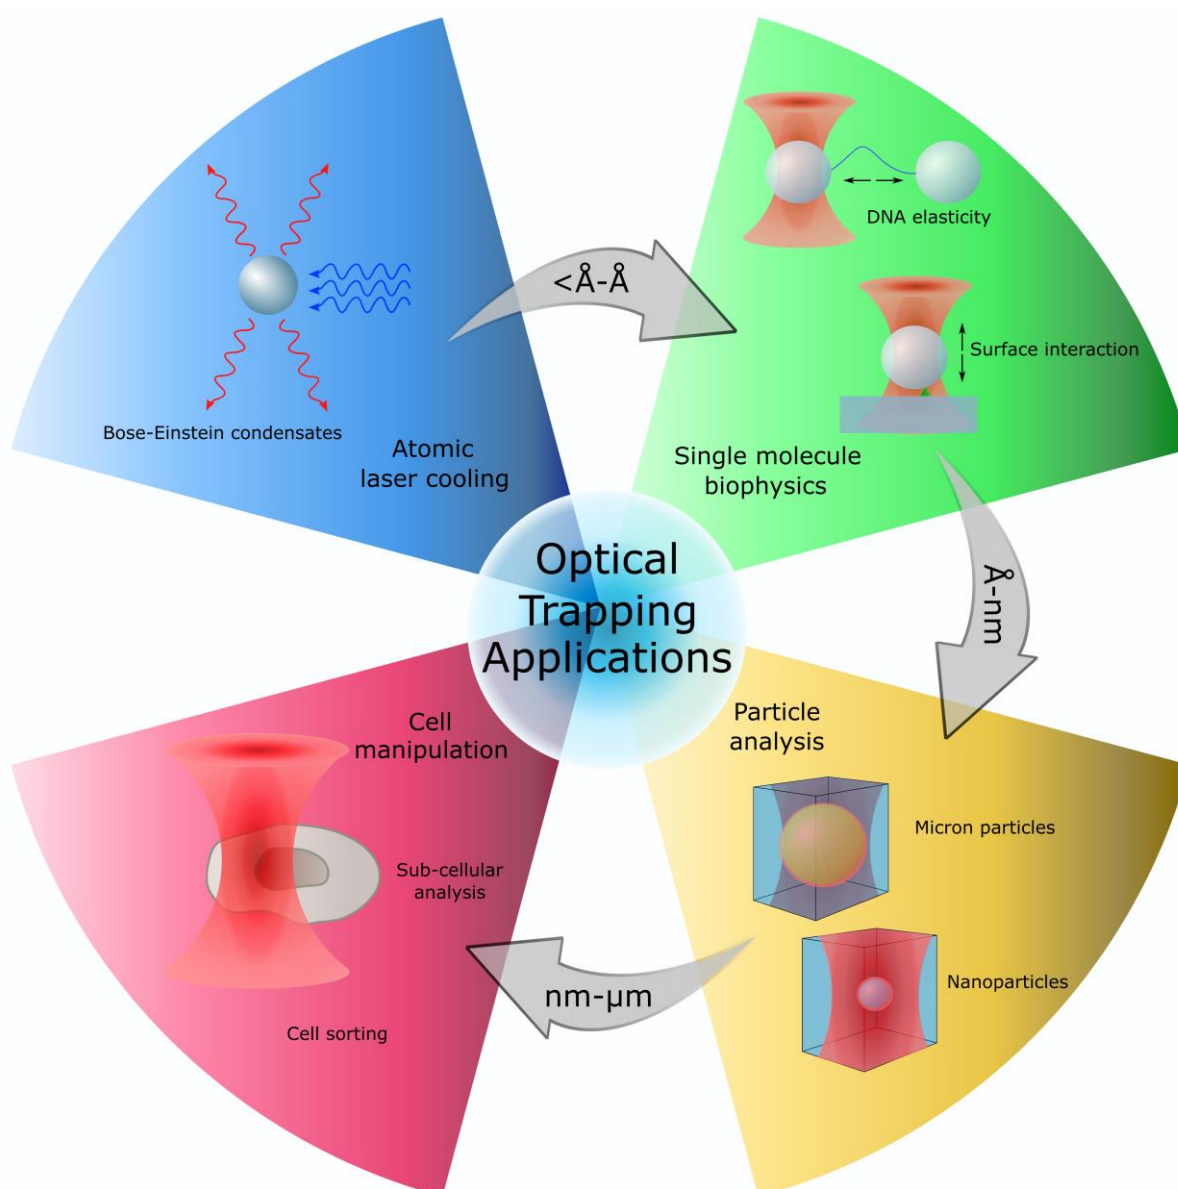 Optical
Trapping
Applications
Bose-Einstein condensates
Atomic
laser cooling
<Å-Å
DNA elasticity
Surface interaction
Single molecule
biophysics
Å-nm
Particle
analysis
Micron particles
Nanoparticles
nm-μm
Cell
manipulation
Sub-cellular
analysis
Cell sorting